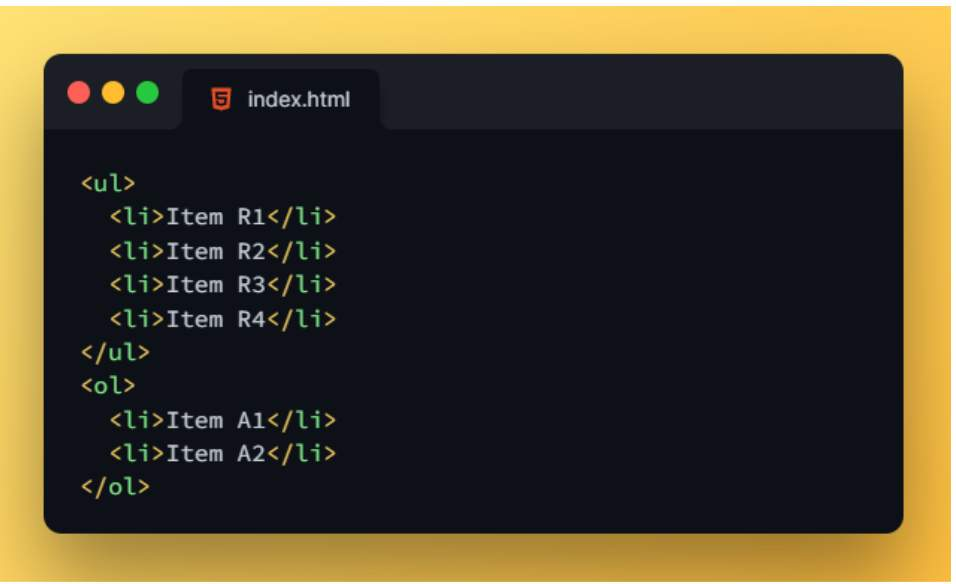 index.html
<ul>
  <li>Item R1</li>
  <li>Item R2</li>
  <li>Item R3</li>
  <li>Item R4</li>
</ul>
<ol>
  <li>Item A1</li>
  <li>Item A2</li>
</ol>